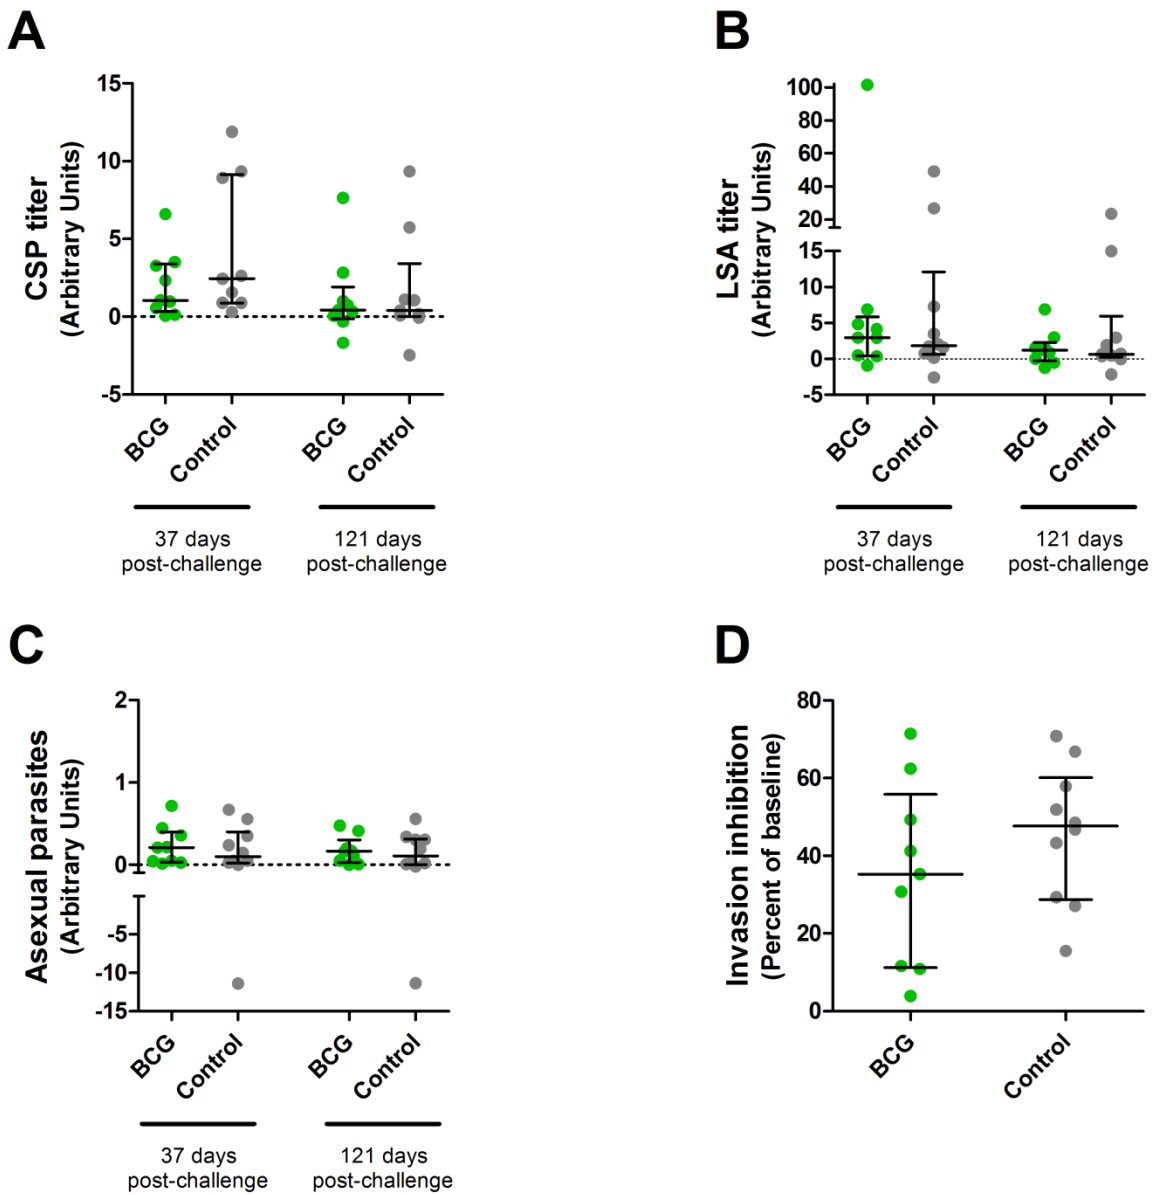 A
CSP titer
(Arbitrary Units)
15
10
5
0
-5
BCG
Control
BCG
Control
37 days
post-challenge
121 days
post-challenge
B
LSA titer
(Arbitrary Units)
100
80
60
40
20
15
10
5
0
-5
BCG
Control
BCG
Control
37 days
post-challenge
121 days
post-challenge
C
Asexual parasites
(Arbitrary Units)
2
1
0
-5
-10
-15
BCG
Control
BCG
Control
37 days
post-challenge
121 days
post-challenge
D
Invasion inhibition
(Percent of baseline)
80
60
40
20
0
BCG
Control